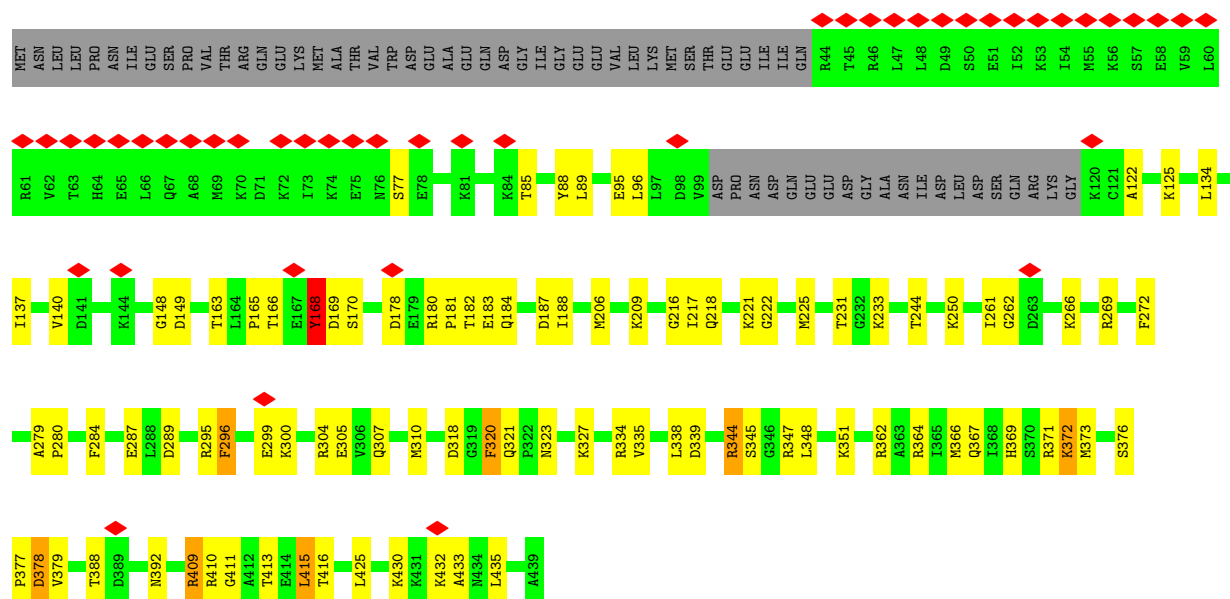 MET ASN LEU LEU PRO ASN ILE GLU SER PRO VAL THR ARG GLN GLU LYS MET ALA THR VAL TRP ASP GLU ALA GLU GLN ASP GLY ILE GLY GLU GLU VAL LEU LYS MET SER THR GLU GLU ILE ILE GLN R44 T45 R46 L47 L48 D49 S50 E51 I52 K53 I54 M55 K56 S57 E58 V59 L60
R61 V62 T63 H64 E65 L66 Q67 A68 M69 K70 D71 K72 I73 K74 E75 N76 S77 E78 K81 K84 T85 Y88 L89 E95 L96 L97 D98 V99 ASP PRO ASN ASP GLN GLU GLU ASP GLY ALA ASN ILE ASP LEU ASP SER GLN ARG LYS GLY K120 C121 A122 K125 L134
I137 V140 D141 K144 G148 D149 T163 L164 P165 T166 E167 Y168 D169 S170 D178 E179 R180 P181 T182 E183 Q184 D187 I188 M206 K209 G216 I217 Q218 K221 G222 M225 T231 G232 K233 T244 K250 I261 G262 D263 K266 R269 F272
A279 P280 F284 E287 L288 D289 R295 F296 E299 K300 R304 E305 V306 Q307 M310 D318 G319 F320 Q321 P322 N323 K327 R334 V335 L338 D339 R344 S345 G346 R347 L348 K351 R362 A363 R364 I365 M366 Q367 I368 H369 S370 R371 K372 M373 S376
P377 D378 V379 T388 D389 N392 R409 R410 G411 A412 T413 E414 L415 T416 L425 K430 K431 K432 A433 N434 L435 A439